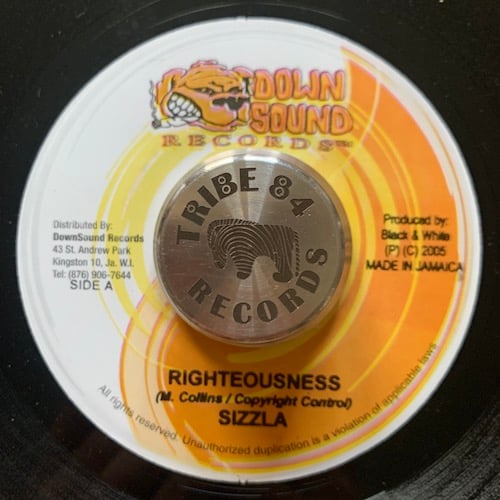 DOWN
SOUND
RECORDS™
TRIBE 84
RECORDS
Distributed By:
DownSound Records
43 St. Andrew Park
Kingston 10, Ja. W.I.
Tel: (876) 906-7644
SIDE A
Produced by:
Black & White
(P) (C) 2005
MADE IN JAMAICA
RIGHTEOUSNESS
(M. Collins / Copyright Control)
SIZZLA
All rights reserved. Unauthorized duplication is a violation of applicable laws